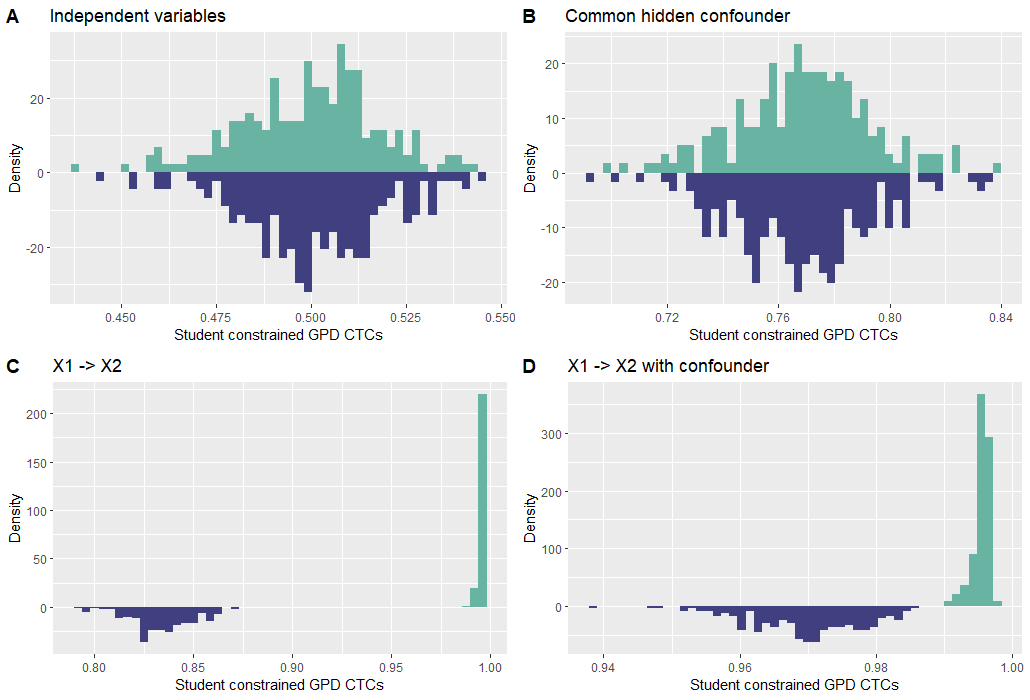 A Independent variables
Density
20
0
-20
0.450 0.475 0.500 0.525 0.550
Student constrained GPD CTCs
B Common hidden confounder
Density
20
10
0
-10
-20
0.72 0.76 0.80 0.84
Student constrained GPD CTCs
C X1 -> X2
Density
200
150
100
50
0
0.80 0.85 0.90 0.95 1.00
Student constrained GPD CTCs
D X1 -> X2 with confounder
Density
300
200
100
0
0.94 0.96 0.98 1.00
Student constrained GPD CTCs